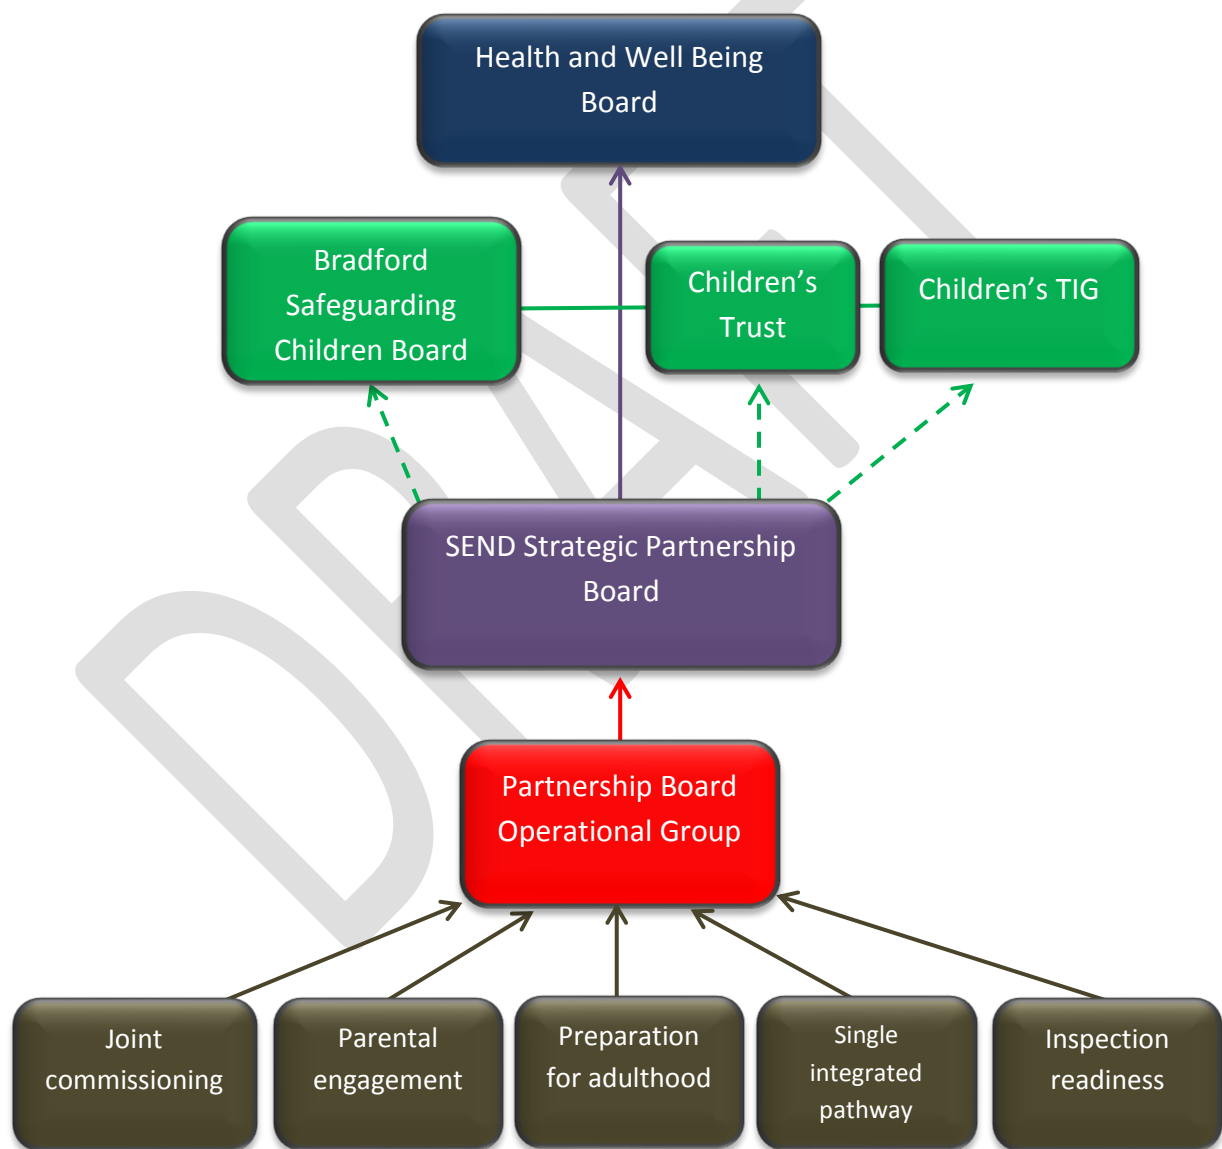 Health and Well Being
Board
Bradford
Safeguarding
Children Board
Children’s
Trust
Children’s TIG
SEND Strategic Partnership
Board
Partnership Board
Operational Group
Joint
commissioning
Parental
engagement
Preparation
for adulthood
Single
integrated
pathway
Inspection
readiness
DRAFT